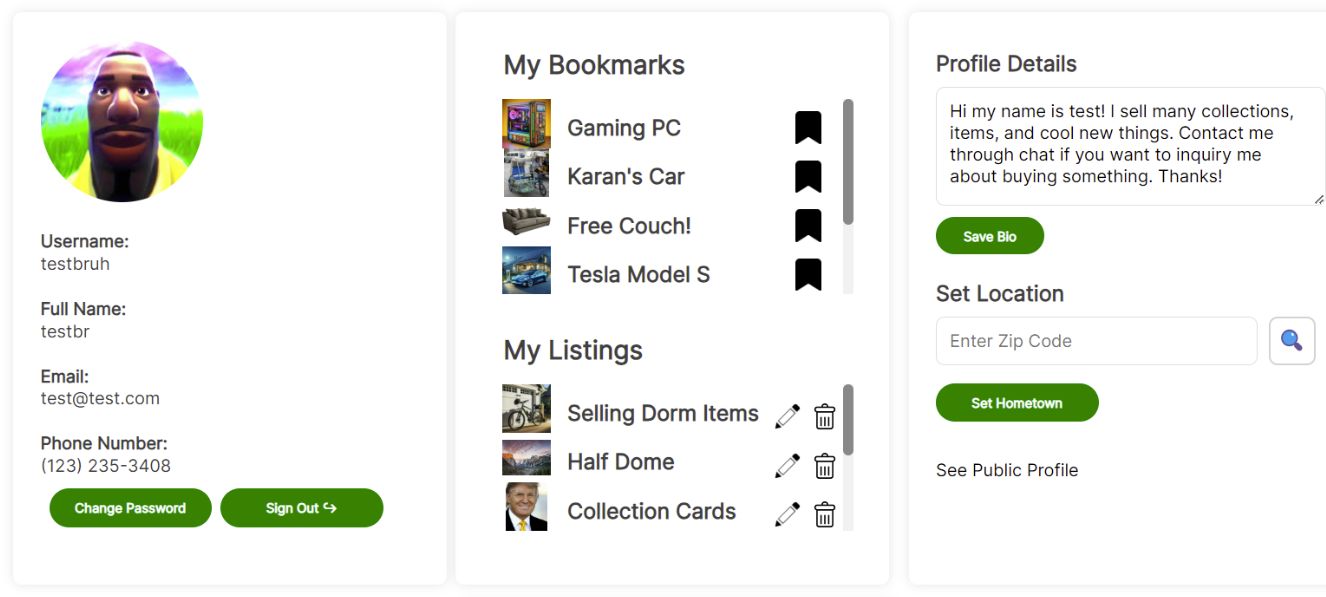 Username:
testbruh
Full Name:
testbr
Email:
test@test.com
Phone Number:
(123) 235-3408
Change Password
Sign Out ↪
My Bookmarks
Gaming PC
Karan's Car
Free Couch!
Tesla Model S
My Listings
Selling Dorm Items
Half Dome
Collection Cards
Profile Details
Hi my name is test! I sell many collections,
items, and cool new things. Contact me
through chat if you want to inquiry me
about buying something. Thanks!
Save Bio
Set Location
Enter Zip Code
Set Hometown
See Public Profile